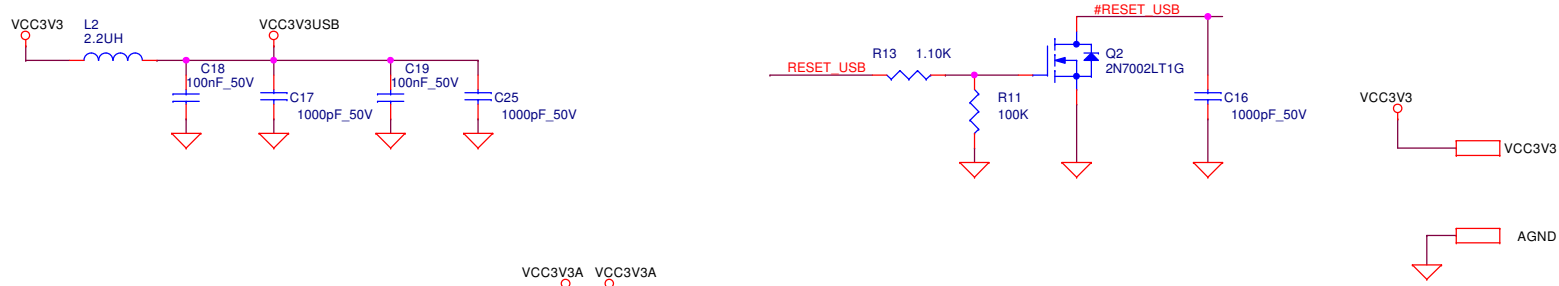 VCC3V3
L2
2.2UH
VCC3V3USB
C18
100nF_50V
C17
1000pF_50V
C19
100nF_50V
C25
1000pF_50V
RESET_USB
R13 1.10K
R11
100K
#RESET_USB
Q2
2N7002LT1G
C16
1000pF_50V
VCC3V3
VCC3V3
AGND
VCC3V3A VCC3V3A